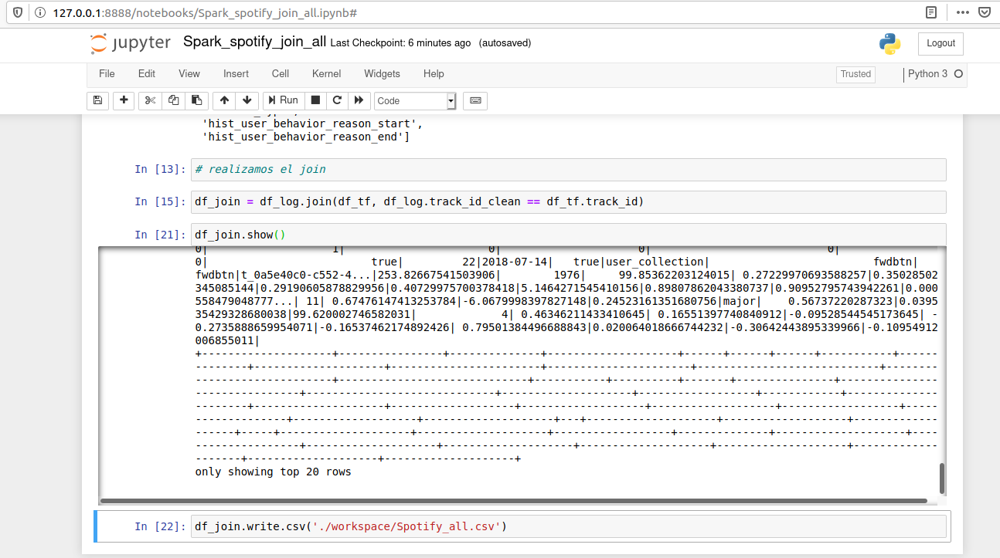 127.0.0.1:8888/notebooks/Spark_spotify_join_all.ipynb#
jupyter Spark_spotify_join_all Last Checkpoint: 6 minutes ago (autosaved)
Logout
File Edit View Insert Cell Kernel Widgets Help
Trusted Python 3
Run Code
'hist_user_behavior_reason_start',
'hist_user_behavior_reason_end']
In [13]: # realizamos el join
In [15]: df_join = df_log.join(df_tf, df_log.track_id_clean == df_tf.track_id)
In [21]: df_join.show()
0| 1| 0| 0| 0|
0| true| 22|2018-07-14| true|user_collection| fwdbtn|
fwdbtn|t_0a5e40c0-c552-4...|253.82667541503906| 1976| 99.85362203124015| 0.27229970693588257|0.35028502
345085144|0.29190605878829956|0.40729975700378418|5.1464271545410156|0.89807862043380737|0.90952795743942261|0.000
558479048777...| 11| 0.67476147413253784|-6.0679998397827148|0.24523161351680756|major| 0.56737220287323|0.0395
35429328680038|99.620002746582031| 4| 0.46346211433410645| 0.16551397740840912|-0.09528544545173645| -
0.2735888659954071|-0.16537462174892426| 0.79501384496688843|0.020064018666744232|-0.30642443895339966|-0.10954912
006855011|
+--------------------+----------------+--------------+--------------------+------+------+------+-----------+------
--------+--------------------+-----------------------+----------------------+----------------------------+--------
---------------------+-----------------------------+-----------+----------+-------+---------------+---------------
----------------+-----------------------------+--------------------+------------------+------------+--------------
--------+--------------------+-------------------+-------------------+-------------------+------------------+-----
--------------+-------------------+--------------------+---+--------------------+-------------------+-------------
------+-----+--------------------+--------------------+------------------+--------------+--------------------+----
----------------+--------------------+--------------------+--------------------+--------------------+-------------
-------+--------------------+--------------------+
only showing top 20 rows
In [22]: df_join.write.csv('./workspace/Spotify_all.csv')